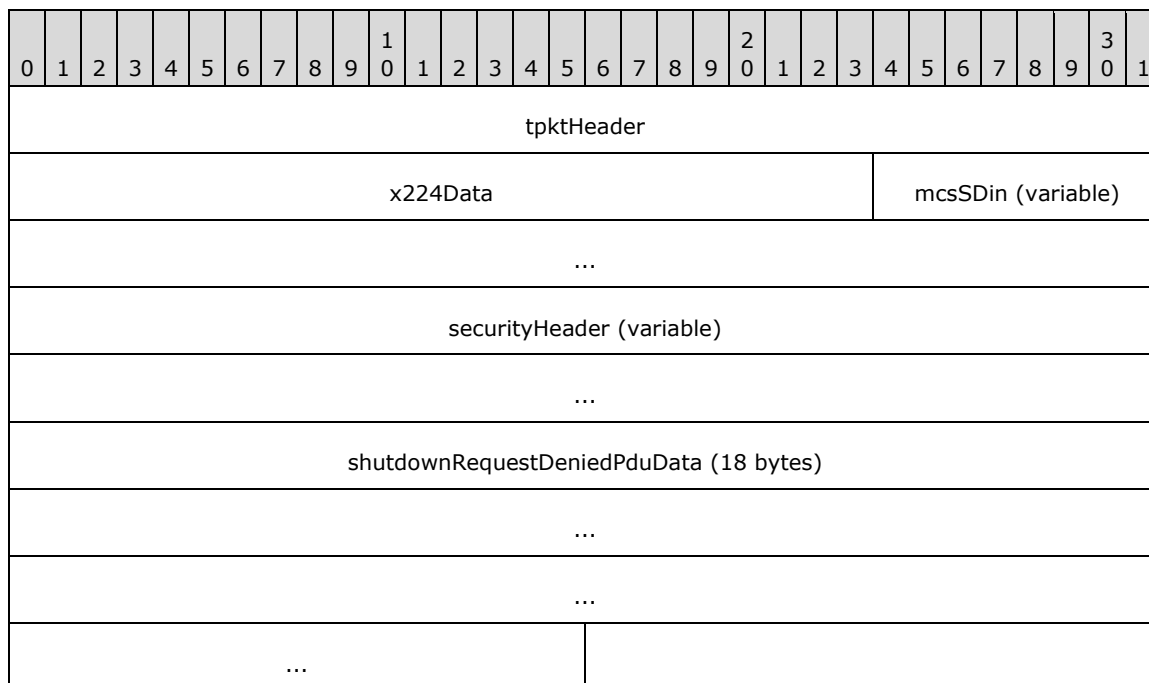 1 2 3
0 1 2 3 4 5 6 7 8 9 0 1 2 3 4 5 6 7 8 9 0 1 2 3 4 5 6 7 8 9 0 1
tpktHeader
x224Data mcsSDin (variable)
...
securityHeader (variable)
...
shutdownRequestDeniedPduData (18 bytes)
...
...
...